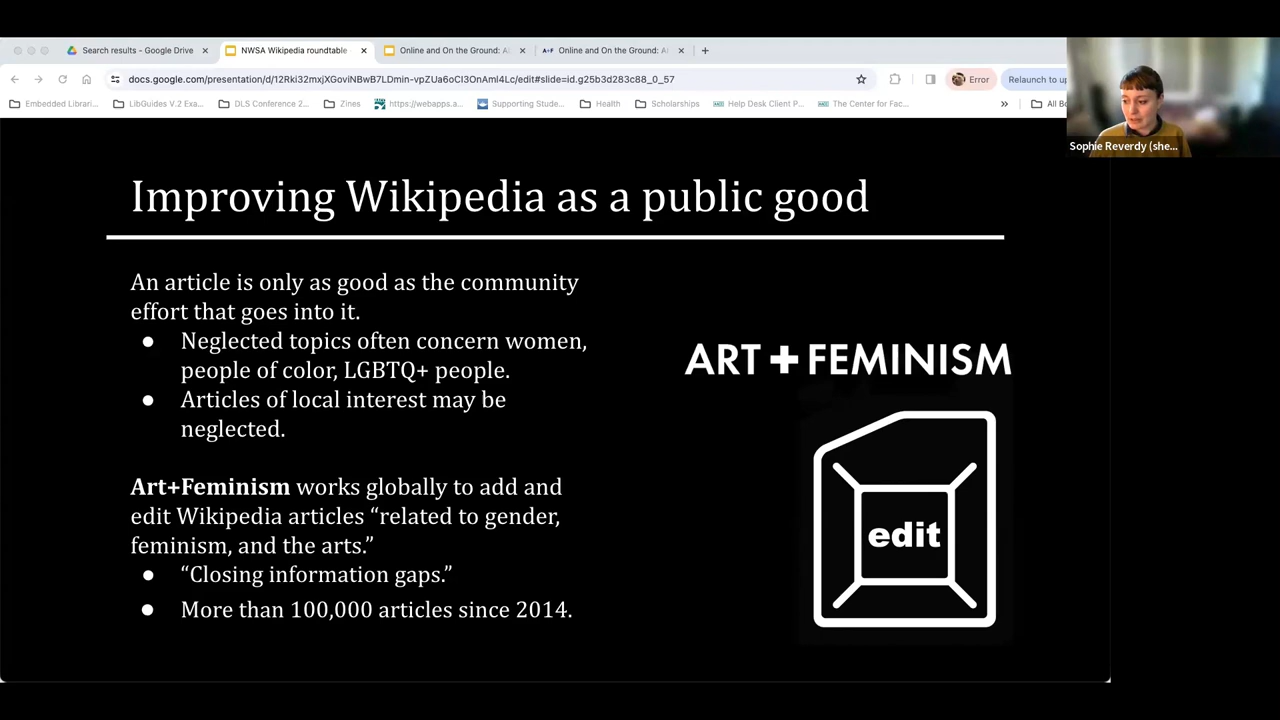 Search results - Google Drive
NWSA Wikipedia roundtable
Online and On the Ground: A
Online and On the Ground: A
docs.google.com/presentation/d/12Rki32mxjXGoviNBwB7LDmin-vpZUa6oCI3OnAmI4Lc/edit#slide=id.g25b3d283c88_0_57
Error
Relaunch to up
Embedded Librari...
LibGuides V.2 Exa...
DLS Conference 2...
Zines
https://webapps.a...
Supporting Stude...
Health
Scholarships
Help Desk Client P...
The Center for Fac...
»
All Bo
Sophie Reverdy (she...
Improving Wikipedia as a public good
An article is only as good as the community
effort that goes into it.
● Neglected topics often concern women,
people of color, LGBTQ+ people.
● Articles of local interest may be
neglected.
Art+Feminism works globally to add and
edit Wikipedia articles “related to gender,
feminism, and the arts.”
● “Closing information gaps.”
● More than 100,000 articles since 2014.
ART + FEMINISM
edit